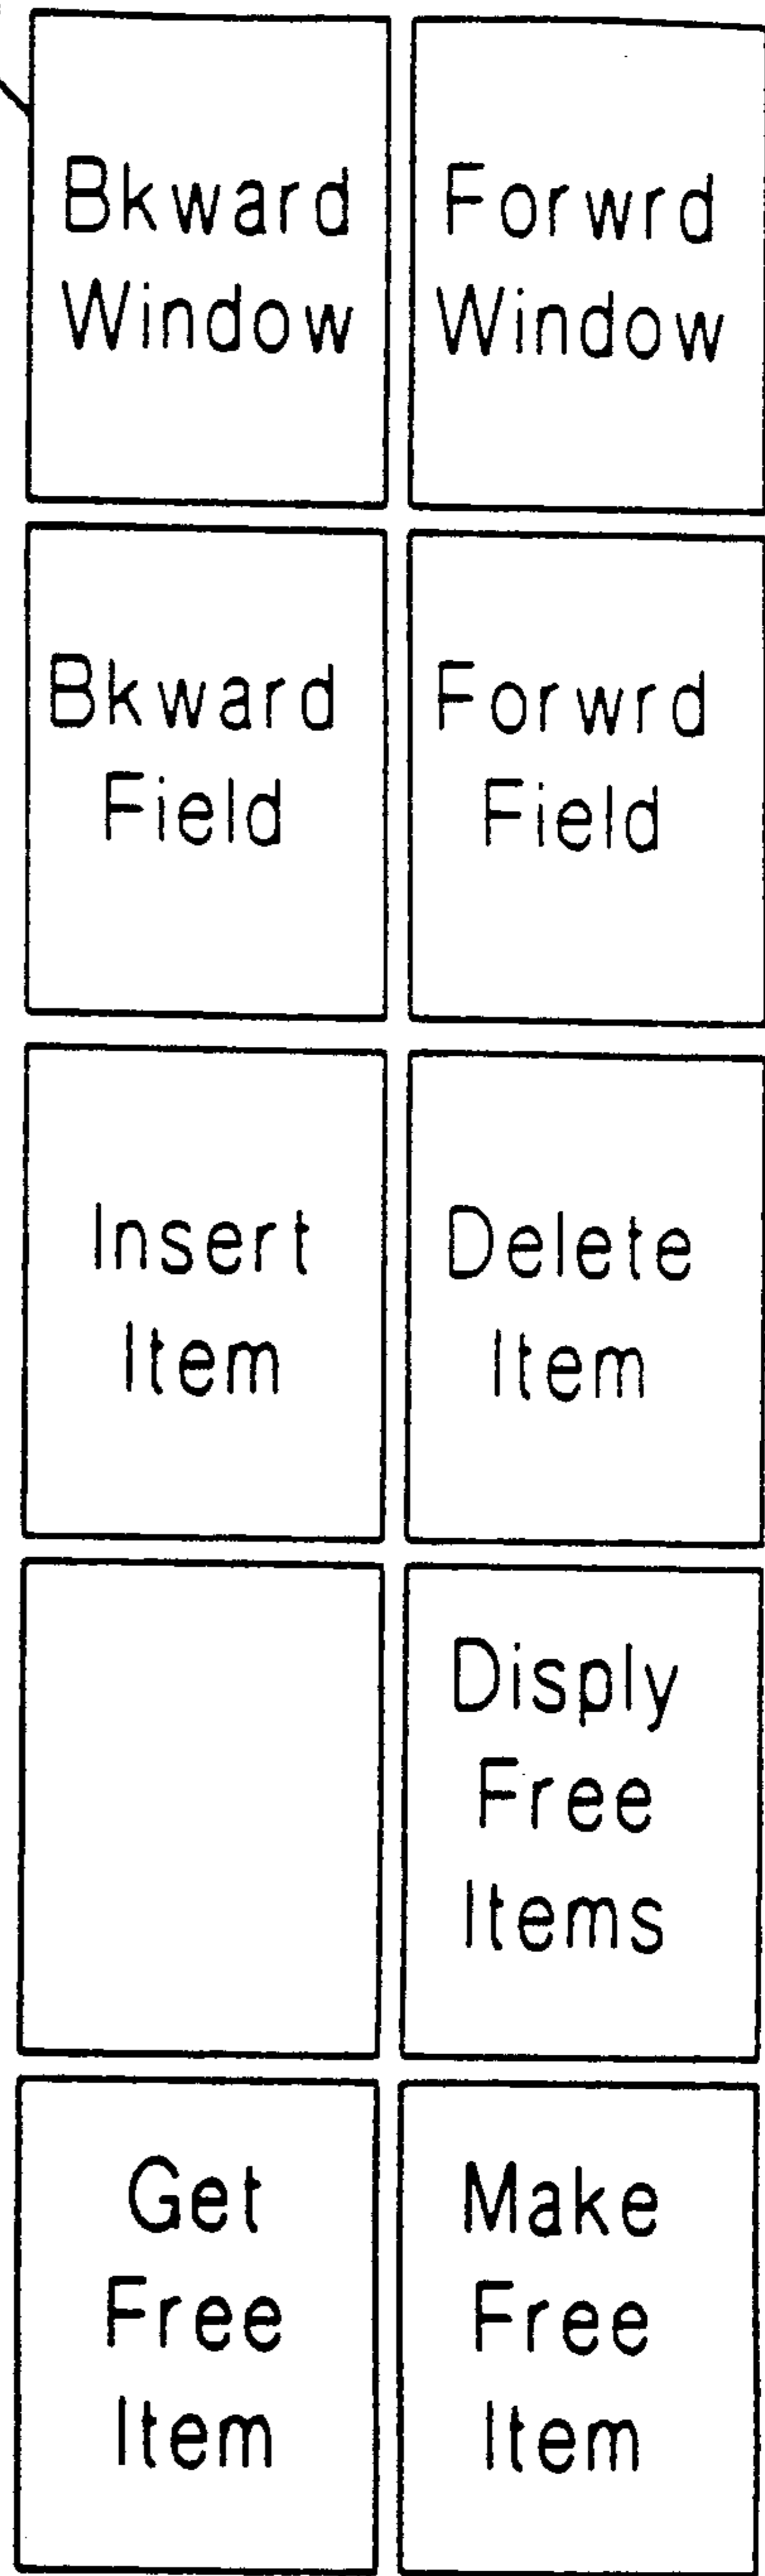 Bkward
Window
Forwrd
Window
Bkward
Field
Forwrd
Field
Insert
Item
Delete
Item
Disply
Free
Items
Get
Free
Item
Make
Free
Item